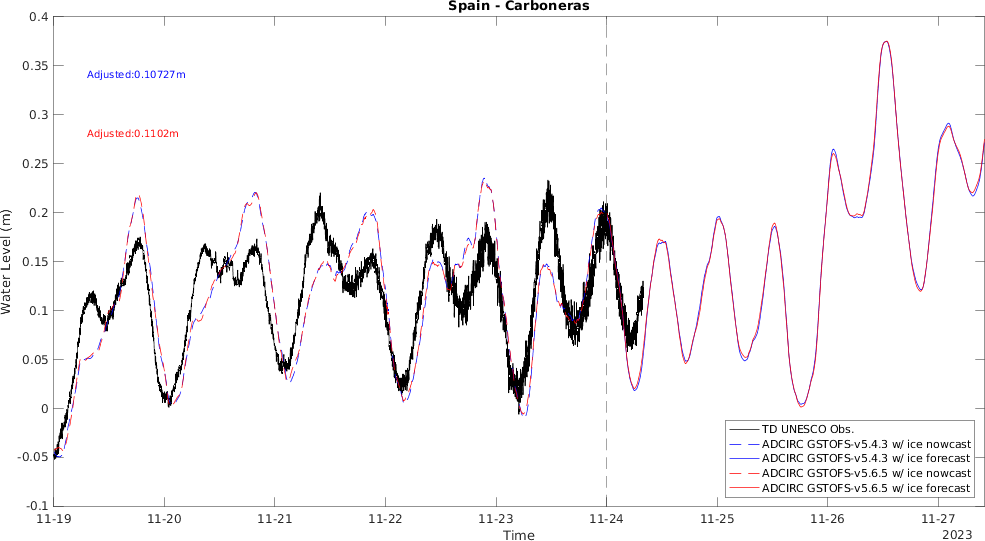 Spain - Carboneras
0.4
0.35
0.3
0.25
0.2
0.15
0.1
0.05
0
-0.05
-0.1
Water Level (m)
Adjusted:0.10727m
Adjusted:0.1102m
TD UNESCO Obs.
ADCIRC GSTOFS-v5.4.3 w/ ice nowcast
ADCIRC GSTOFS-v5.4.3 w/ ice forecast
ADCIRC GSTOFS-v5.6.5 w/ ice nowcast
ADCIRC GSTOFS-v5.6.5 w/ ice forecast
11-19 11-20 11-21 11-22 11-23 11-24 11-25 11-26 11-27
Time
2023